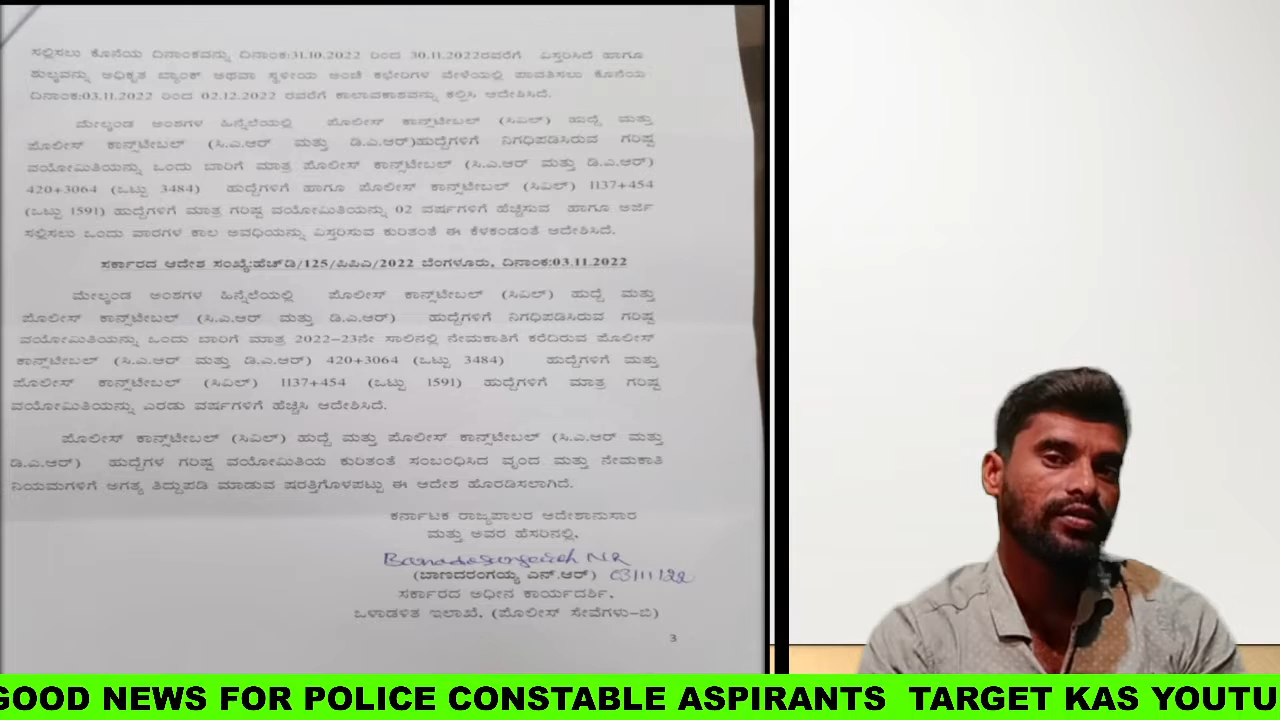 ಸಲ್ಲಿಸಲು ಕೊನೆಯ ದಿನಾಂಕವನ್ನು ದಿನಾಂಕ:31.10.2022 ರಿಂದ 30.11.2022ರವರೆಗೆ ವಿಸ್ತರಿಸಿದೆ ಹಾಗೂ
ಶುಲ್ಕವನ್ನು ಅಧಿಕೃತ ಬ್ಯಾಂಕ್ ಅಥವಾ ಸ್ಥಳೀಯ ಅಂಚೆ ಕಛೇರಿಗಳ ವೇಳೆಯಲ್ಲಿ ಪಾವತಿಸಲು ಕೊನೆಯ
ದಿನಾಂಕ:03.11.2022 ರಿಂದ 02.12.2022 ರವರೆಗೆ ಕಾಲಾವಕಾಶವನ್ನು ಕಲ್ಪಿಸಿ ಆದೇಶಿಸಿದೆ.
ಮೇಲ್ಕಂಡ ಅಂಶಗಳ ಹಿನ್ನೆಲೆಯಲ್ಲಿ ಪೊಲೀಸ್ ಕಾನ್ಸ್‌ಟೇಬಲ್ (ಸಿವಿಲ್) ಹುದ್ದೆ ಮತ್ತು
ಪೊಲೀಸ್ ಕಾನ್ಸ್‌ಟೇಬಲ್ (ಸಿ.ಎ.ಆರ್ ಮತ್ತು ಡಿ.ಎ.ಆರ್)ಹುದ್ದೆಗಳಿಗೆ ನಿಗಧಿಪಡಿಸಿರುವ ಗರಿಷ್ಠ
ವಯೋಮಿತಿಯನ್ನು ಒಂದು ಬಾರಿಗೆ ಮಾತ್ರ ಪೊಲೀಸ್ ಕಾನ್ಸ್‌ಟೇಬಲ್ (ಸಿ.ಎ.ಆರ್ ಮತ್ತು ಡಿ.ಎ.ಆರ್)
420+3064 (ಒಟ್ಟು 3484) ಹುದ್ದೆಗಳಿಗೆ ಹಾಗೂ ಪೊಲೀಸ್ ಕಾನ್ಸ್‌ಟೇಬಲ್ (ಸಿವಿಲ್) 1137+454
(ಒಟ್ಟು 1591) ಹುದ್ದೆಗಳಿಗೆ ಮಾತ್ರ ಗರಿಷ್ಠ ವಯೋಮಿತಿಯನ್ನು 02 ವರ್ಷಗಳಿಗೆ ಹೆಚ್ಚಿಸುವ ಹಾಗೂ ಅರ್ಜಿ
ಸಲ್ಲಿಸಲು ಒಂದು ವಾರಗಳ ಕಾಲ ಅವಧಿಯನ್ನು ವಿಸ್ತರಿಸುವ ಕುರಿತಂತೆ ಈ ಕೆಳಕಂಡಂತೆ ಆದೇಶಿಸಿದೆ.
ಸರ್ಕಾರದ ಆದೇಶ ಸಂಖ್ಯೆ:ಹೆಚ್‌ಡಿ/125/ಪಿಪಿಎ/2022 ಬೆಂಗಳೂರು, ದಿನಾಂಕ:03.11.2022
ಮೇಲ್ಕಂಡ ಅಂಶಗಳ ಹಿನ್ನೆಲೆಯಲ್ಲಿ ಪೊಲೀಸ್ ಕಾನ್ಸ್‌ಟೇಬಲ್ (ಸಿವಿಲ್) ಹುದ್ದೆ ಮತ್ತು
ಪೊಲೀಸ್ ಕಾನ್ಸ್‌ಟೇಬಲ್ (ಸಿ.ಎ.ಆರ್ ಮತ್ತು ಡಿ.ಎ.ಆರ್) ಹುದ್ದೆಗಳಿಗೆ ನಿಗಧಿಪಡಿಸಿರುವ ಗರಿಷ್ಠ
ವಯೋಮಿತಿಯನ್ನು ಒಂದು ಬಾರಿಗೆ ಮಾತ್ರ 2022-23ನೇ ಸಾಲಿನಲ್ಲಿ ನೇಮಕಾತಿಗೆ ಕರೆದಿರುವ ಪೊಲೀಸ್
ಕಾನ್ಸ್‌ಟೇಬಲ್ (ಸಿ.ಎ.ಆರ್ ಮತ್ತು ಡಿ.ಎ.ಆರ್) 420+3064 (ಒಟ್ಟು 3484) ಹುದ್ದೆಗಳಿಗೆ ಮತ್ತು
ಪೊಲೀಸ್ ಕಾನ್ಸ್‌ಟೇಬಲ್ (ಸಿವಿಲ್) 1137+454 (ಒಟ್ಟು 1591) ಹುದ್ದೆಗಳಿಗೆ ಮಾತ್ರ ಗರಿಷ್ಠ
ವಯೋಮಿತಿಯನ್ನು ಎರಡು ವರ್ಷಗಳಿಗೆ ಹೆಚ್ಚಿಸಿ ಆದೇಶಿಸಿದೆ.
ಪೊಲೀಸ್ ಕಾನ್ಸ್‌ಟೇಬಲ್ (ಸಿವಿಲ್) ಹುದ್ದೆ ಮತ್ತು ಪೊಲೀಸ್ ಕಾನ್ಸ್‌ಟೇಬಲ್ (ಸಿ.ಎ.ಆರ್ ಮತ್ತು
ಡಿ.ಎ.ಆರ್) ಹುದ್ದೆಗಳ ಗರಿಷ್ಠ ವಯೋಮಿತಿಯ ಕುರಿತಂತೆ ಸಂಬಂಧಿಸಿದ ವೃಂದ ಮತ್ತು ನೇಮಕಾತಿ
ನಿಯಮಗಳಿಗೆ ಅಗತ್ಯ ತಿದ್ದುಪಡಿ ಮಾಡುವ ಷರತ್ತಿಗೊಳಪಟ್ಟು ಈ ಆದೇಶ ಹೊರಡಿಸಲಾಗಿದೆ.
ಕರ್ನಾಟಕ ರಾಜ್ಯಪಾಲರ ಆದೇಶಾನುಸಾರ
ಮತ್ತು ಅವರ ಹೆಸರಿನಲ್ಲಿ,
(ಬಾಣದರಂಗಯ್ಯ ಎನ್.ಆರ್) 03/11/22
ಸರ್ಕಾರದ ಅಧೀನ ಕಾರ್ಯದರ್ಶಿ,
ಒಳಾಡಳಿತ ಇಲಾಖೆ, (ಪೊಲೀಸ್ ಸೇವೆಗಳು-ಬಿ)
3
GOOD NEWS FOR POLICE CONSTABLE ASPIRANTS TARGET KAS YOUTU